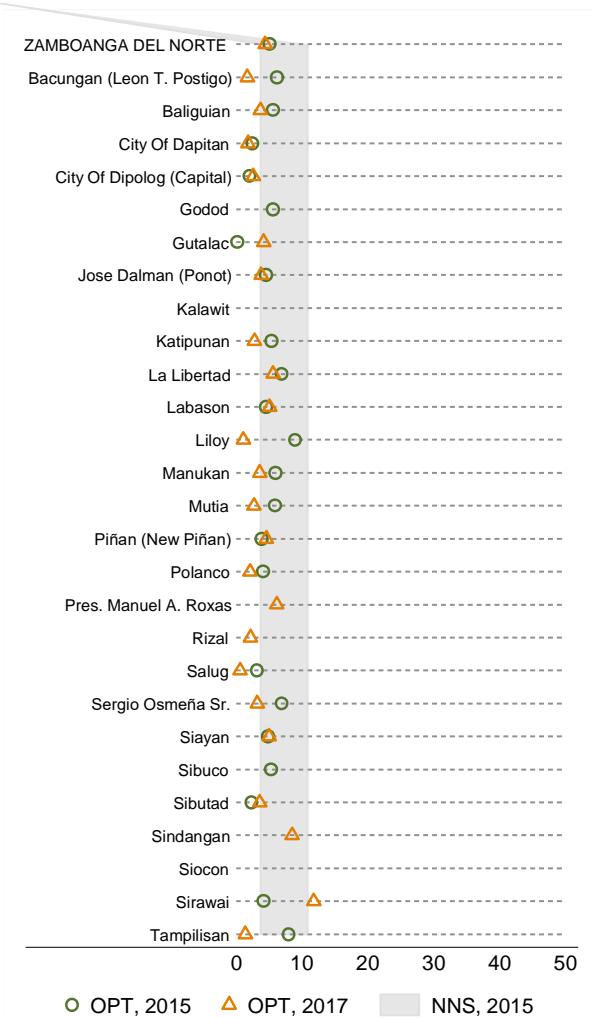 ZAMBOANGA DEL NORTE
Bacungan (Leon T. Postigo)
Baliguian
City Of Dapitan
City Of Dipolog (Capital)
Godod
Gutalac
Jose Dalman (Ponot)
Kalawit
Katipunan
La Libertad
Labason
Liloy
Manukan
Mutia
Piñan (New Piñan)
Polanco
Pres. Manuel A. Roxas
Rizal
Salug
Sergio Osmeña Sr.
Siayan
Sibuco
Sibutad
Sindangan
Siocon
Sirawai
Tampilisan
0 10 20 30 40 50
OPT, 2015 OPT, 2017 NNS, 2015